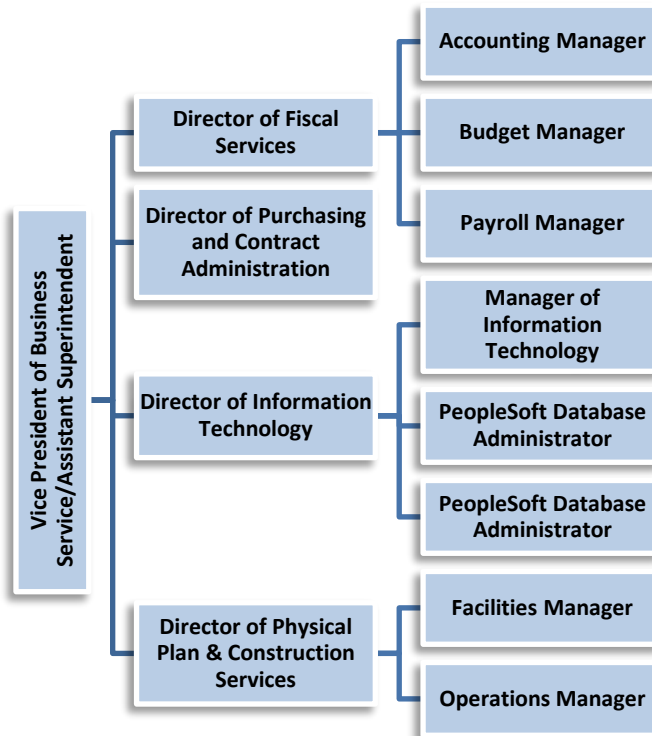 Vice President of Business
Service/Assistant Superintendent
Director of Fiscal
Services
Accounting Manager
Budget Manager
Payroll Manager
Director of Purchasing
and Contract
Administration
Director of Information
Technology
Manager of
Information
Technology
PeopleSoft Database
Administrator
PeopleSoft Database
Administrator
Director of Physical
Plan & Construction
Services
Facilities Manager
Operations Manager